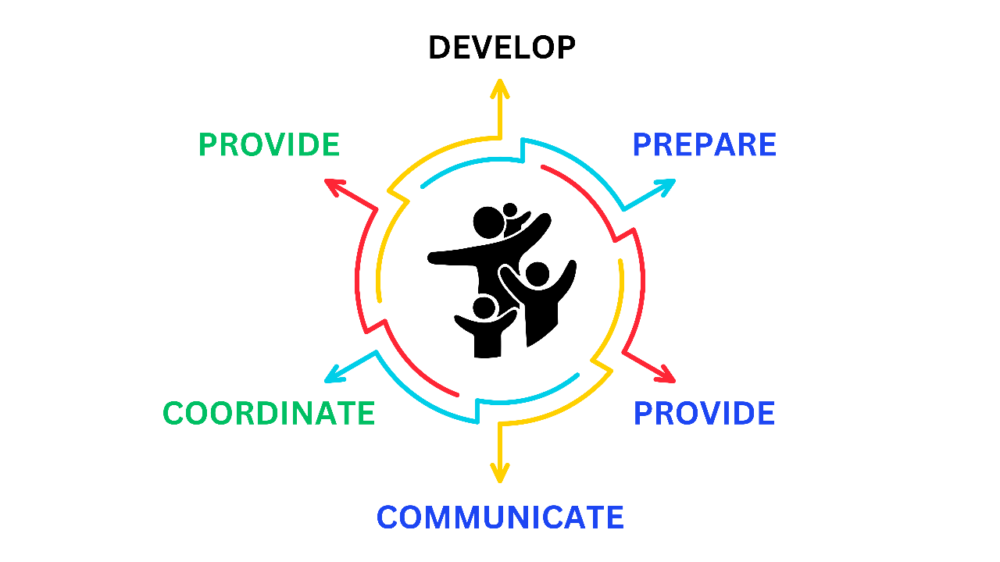 DEVELOP
PROVIDE
PREPARE
COORDINATE
PROVIDE
COMMUNICATE